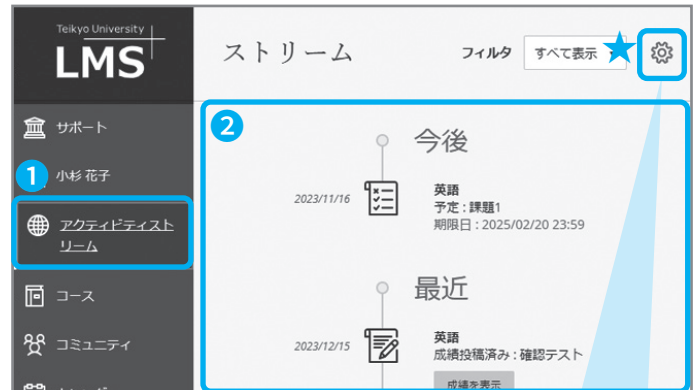 Teikyo University
LMS
ストリーム
フィルタ
すべて表示
サポート
1
小杉 花子
アクティビティスト
リーム
コース
コミュニティ
2
今後
2023/11/16
英語
予定 : 課題1
期限日 : 2025/02/20 23:59
最近
2023/12/15
英語
成績投稿済み : 確認テスト
成績を表示